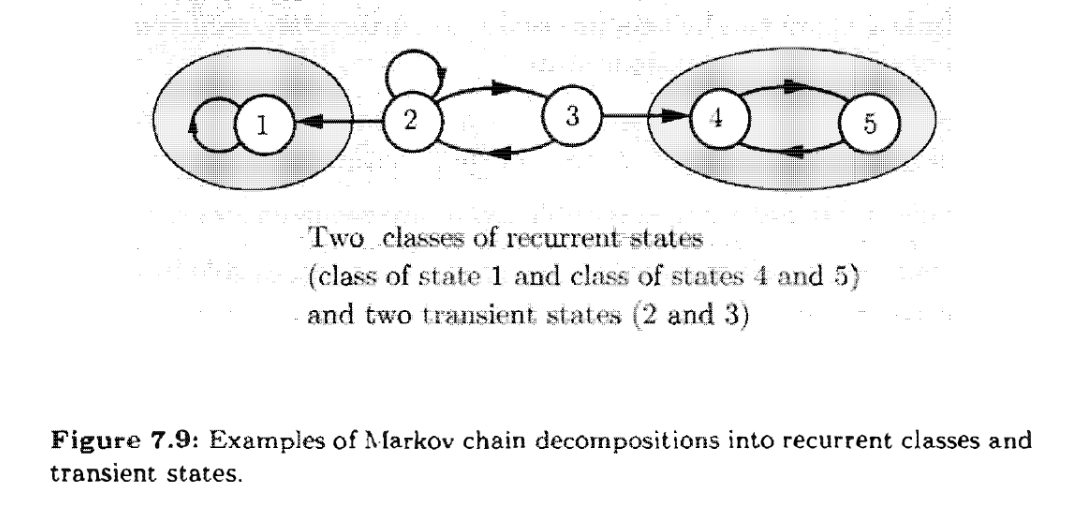 1 2 3 4 5
Two classes of recurrent states
(class of state 1 and class of states 4 and 5)
and two transient states (2 and 3)
Figure 7.9: Examples of Markov chain decompositions into recurrent classes and
transient states.